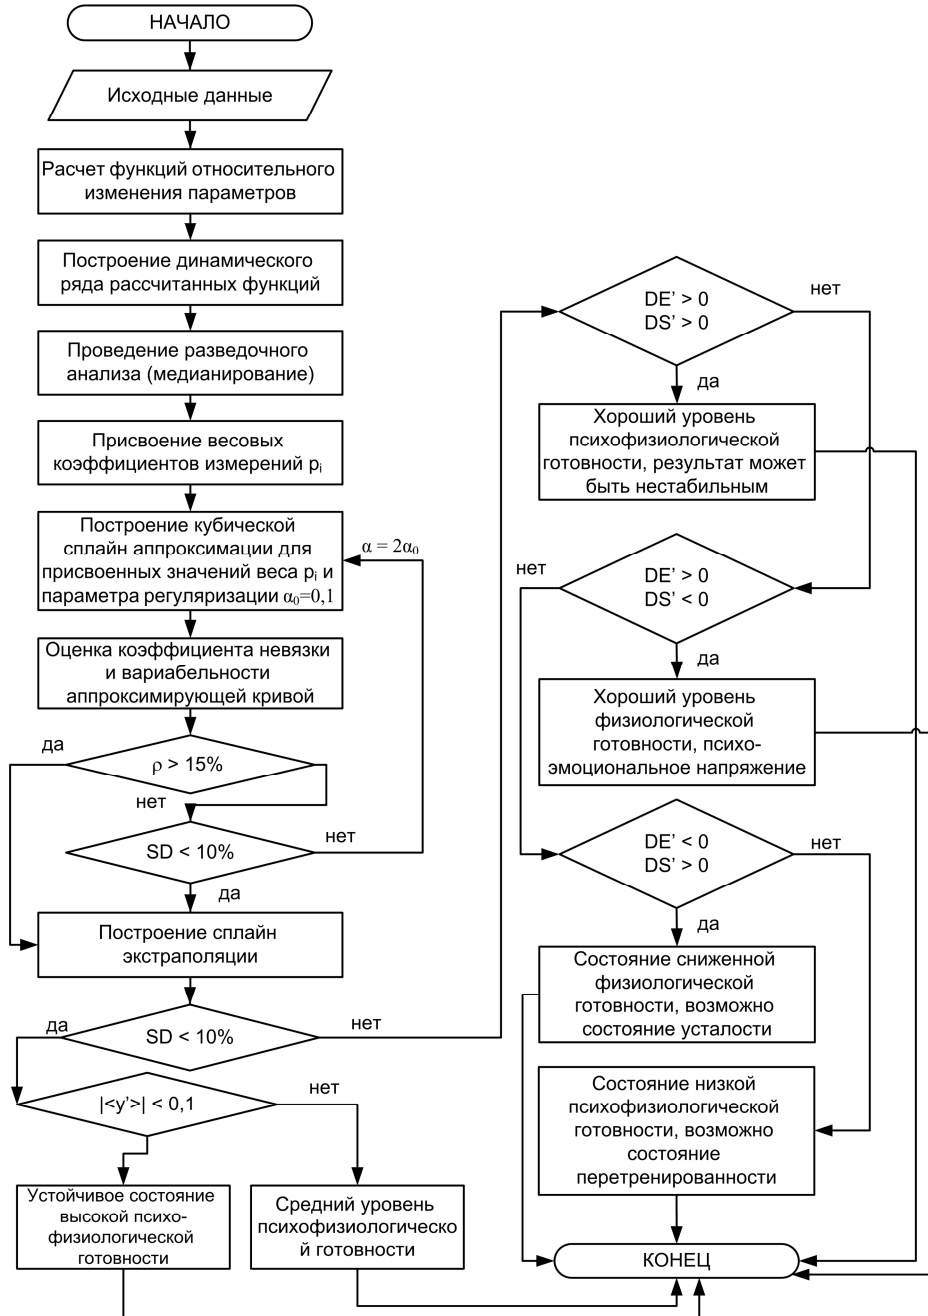 НАЧАЛО
Исходные данные
Расчет функций относительного
изменения параметров
Построение динамического
ряда рассчитанных функций
Проведение разведочного
анализа (медианирование)
Присвоение весовых
коэффициентов измерений pᵢ
Построение кубической
сплайн аппроксимации для
присвоенных значений веса pᵢ и
параметра регуляризации α₀=0,1
α = 2α₀
Оценка коэффициента невязки
и вариабельности
аппроксимирующей кривой
да
ρ > 15%
нет
SD < 10%
нет
да
Построение сплайн
экстраполяции
да
SD < 10%
нет
|<y’>| < 0,1
нет
Устойчивое состояние
высокой психо-
физиологической
готовности
Средний уровень
психофизиологическо
й готовности
DE’ > 0
DS’ > 0
нет
да
Хороший уровень
психофизиологической
готовности, результат может
быть нестабильным
нет
DE’ > 0
DS’ < 0
да
Хороший уровень
физиологической
готовности, психо-
эмоциональное напряжение
DE’ < 0
DS’ > 0
нет
да
Состояние сниженной
физиологической
готовности, возможно
состояние усталости
Состояние низкой
психофизиологической
готовности, возможно
состояние
перетренированности
КОНЕЦ